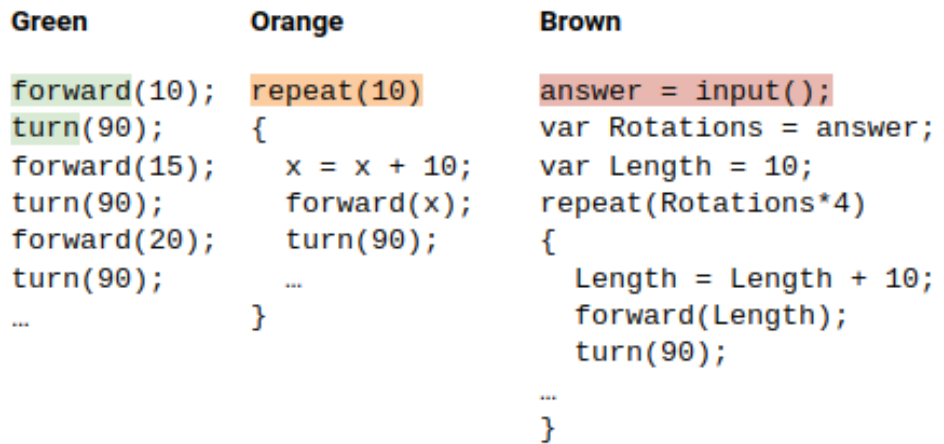 Green
forward(10);
turn(90);
forward(15);
turn(90);
forward(20);
turn(90);
…
Orange
repeat(10)
{
  x = x + 10;
  forward(x);
  turn(90);
  …
}
Brown
answer = input();
var Rotations = answer;
var Length = 10;
repeat(Rotations*4)
{
  Length = Length + 10;
  forward(Length);
  turn(90);
…
}